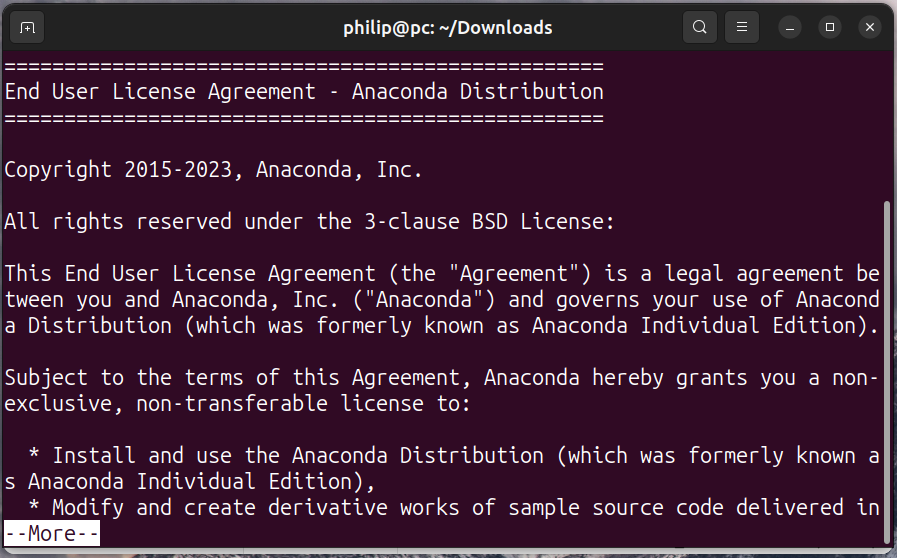 philip@pc: ~/Downloads
==================================================
End User License Agreement - Anaconda Distribution
==================================================
Copyright 2015-2023, Anaconda, Inc.
All rights reserved under the 3-clause BSD License:
This End User License Agreement (the "Agreement") is a legal agreement be
tween you and Anaconda, Inc. ("Anaconda") and governs your use of Anacond
a Distribution (which was formerly known as Anaconda Individual Edition).
Subject to the terms of this Agreement, Anaconda hereby grants you a non-
exclusive, non-transferable license to:
  * Install and use the Anaconda Distribution (which was formerly known a
s Anaconda Individual Edition),
  * Modify and create derivative works of sample source code delivered in
--More--